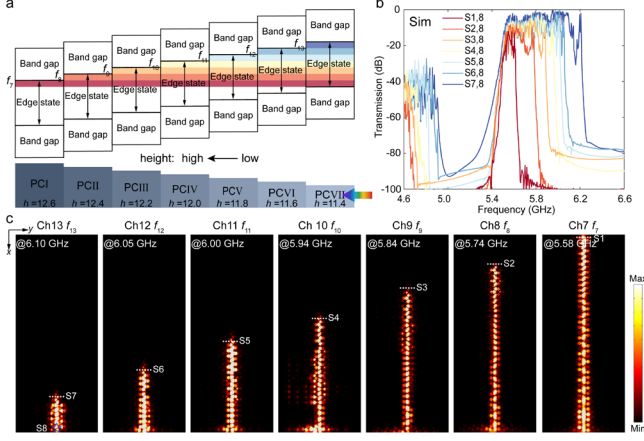 a
Band gap Band gap Band gap Band gap Band gap Band gap Band gap
f7 f8 f9 f10 f11 f12 f13
Edge state Edge state Edge state Edge state Edge state Edge state Edge state
Band gap Band gap Band gap Band gap Band gap Band gap Band gap
height: high low
PCI PCII PCIII PCIV PCV PCVI PCVII
h =12.6 h =12.4 h =12.2 h =12.0 h =11.8 h =11.6 h =11.4
b
Sim
S1,8
S2,8
S3,8
S4,8
S5,8
S6,8
S7,8
Transmission (dB)
0
-20
-40
-60
-80
-100
4.6 5.0 5.4 5.8 6.2 6.6
Frequency (GHz)
c
y
x
Ch13 f13 Ch12 f12 Ch11 f11 Ch 10 f10 Ch9 f9 Ch8 f8 Ch7 f7
@6.10 GHz @6.05 GHz @6.00 GHz @5.94 GHz @5.84 GHz @5.74 GHz @5.58 GHz
S1
S2
S3
S4
S5
S6
S7
S8
Max
Min